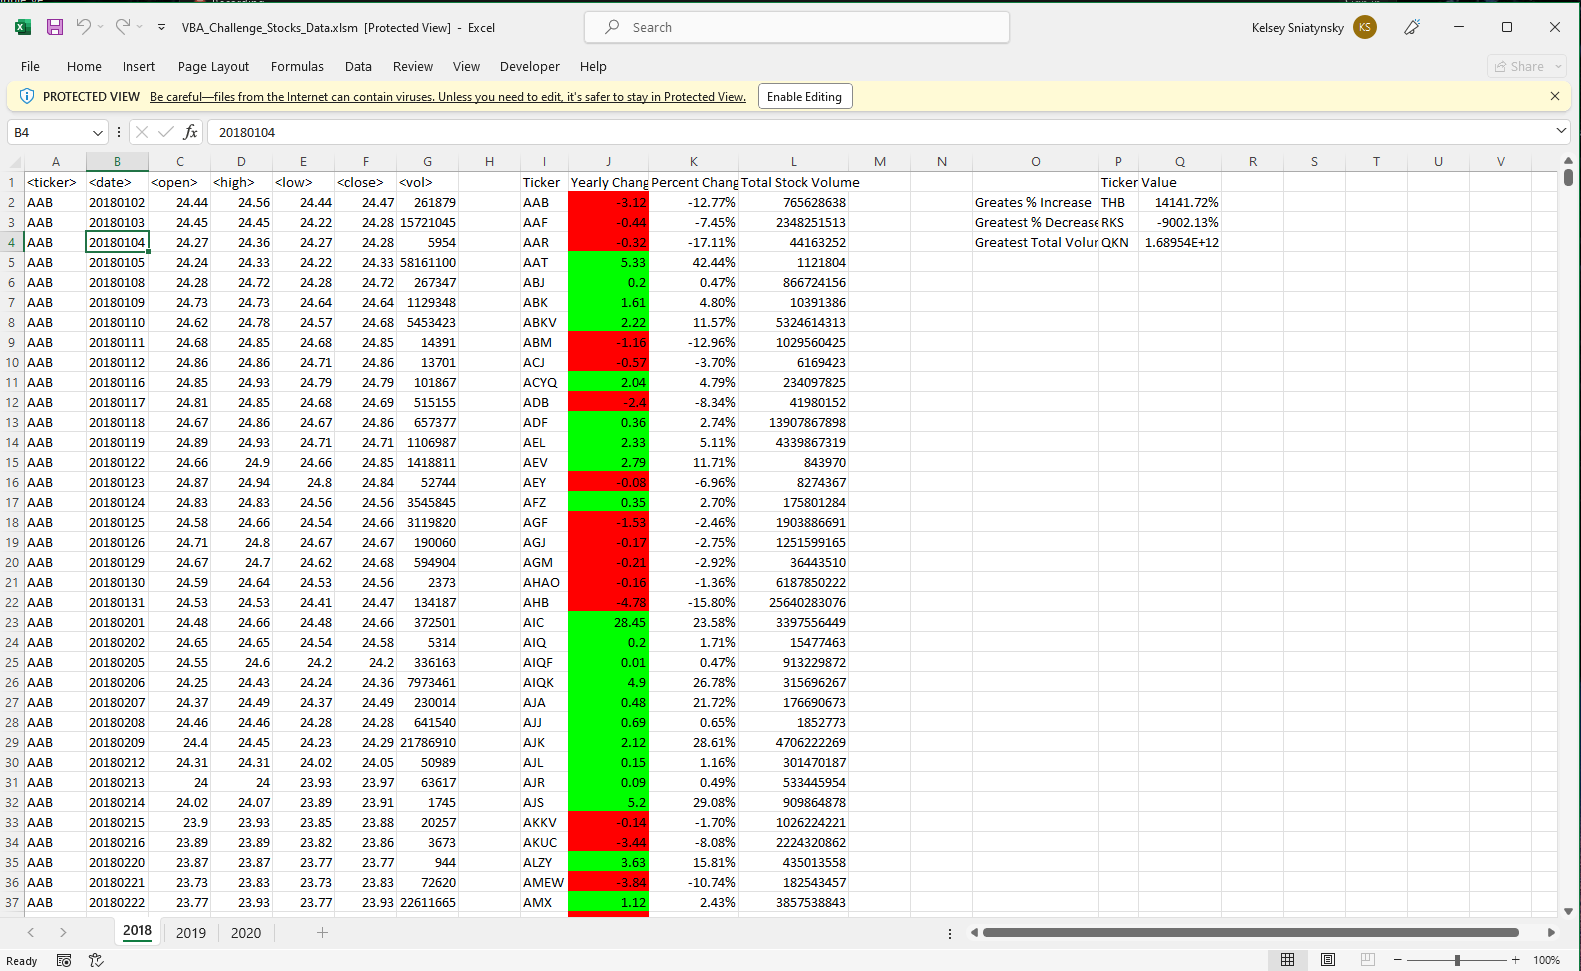 VBA_Challenge_Stocks_Data.xlsm [Protected View] - Excel
Search
Kelsey Sniatynsky KS
File Home Insert Page Layout Formulas Data Review View Developer Help
Share
PROTECTED VIEW Be careful—files from the Internet can contain viruses. Unless you need to edit, it's safer to stay in Protected View. Enable Editing
B4 fx 20180104
A B C D E F G H I J K L M N O P Q R S T U V
1 <ticker> <date> <open> <high> <low> <close> <vol> Ticker Yearly Chang Percent Chang Total Stock Volume Ticker Value
2 AAB 20180102 24.44 24.56 24.44 24.47 261879 AAB -3.12 -12.77% 765628638 Greates % Increase THB 14141.72%
3 AAB 20180103 24.45 24.45 24.22 24.28 15721045 AAF -0.44 -7.45% 2348251513 Greatest % Decrease RKS -9002.13%
4 AAB 20180104 24.27 24.36 24.27 24.28 5954 AAR -0.32 -17.11% 44163252 Greatest Total Volur QKN 1.68954E+12
5 AAB 20180105 24.24 24.33 24.22 24.33 58161100 AAT 5.33 42.44% 1121804
6 AAB 20180108 24.28 24.72 24.28 24.72 267347 ABJ 0.2 0.47% 866724156
7 AAB 20180109 24.73 24.73 24.64 24.64 1129348 ABK 1.61 4.80% 10391386
8 AAB 20180110 24.62 24.78 24.57 24.68 5453423 ABKV 2.22 11.57% 5324614313
9 AAB 20180111 24.68 24.85 24.68 24.85 14391 ABM -1.16 -12.96% 1029560425
10 AAB 20180112 24.86 24.86 24.71 24.86 13701 ACJ -0.57 -3.70% 6169423
11 AAB 20180116 24.85 24.93 24.79 24.79 101867 ACYQ 2.04 4.79% 234097825
12 AAB 20180117 24.81 24.85 24.68 24.69 515155 ADB -2.4 -8.34% 41980152
13 AAB 20180118 24.67 24.86 24.67 24.86 657377 ADF 0.36 2.74% 13907867898
14 AAB 20180119 24.89 24.93 24.71 24.71 1106987 AEL 2.33 5.11% 4339867319
15 AAB 20180122 24.66 24.9 24.66 24.85 1418811 AEV 2.79 11.71% 843970
16 AAB 20180123 24.87 24.94 24.8 24.84 52744 AEY -0.08 -6.96% 8274367
17 AAB 20180124 24.83 24.83 24.56 24.56 3545845 AFZ 0.35 2.70% 175801284
18 AAB 20180125 24.58 24.66 24.54 24.66 3119820 AGF -1.53 -2.46% 1903886691
19 AAB 20180126 24.71 24.8 24.67 24.67 190060 AGJ -0.17 -2.75% 1251599165
20 AAB 20180129 24.67 24.7 24.62 24.68 594904 AGM -0.21 -2.92% 36443510
21 AAB 20180130 24.59 24.64 24.53 24.56 2373 AHAO -0.16 -1.36% 6187850222
22 AAB 20180131 24.53 24.53 24.41 24.47 134187 AHB -4.78 -15.80% 25640283076
23 AAB 20180201 24.48 24.66 24.48 24.66 372501 AIC 28.45 23.58% 3397556449
24 AAB 20180202 24.65 24.65 24.54 24.58 5314 AIQ 0.2 1.71% 15477463
25 AAB 20180205 24.55 24.6 24.2 24.2 336163 AIQF 0.01 0.47% 913229872
26 AAB 20180206 24.25 24.43 24.24 24.36 7973461 AIQK 4.9 26.78% 315696267
27 AAB 20180207 24.37 24.49 24.37 24.49 230014 AJA 0.48 21.72% 176690673
28 AAB 20180208 24.46 24.46 24.28 24.28 641540 AJJ 0.69 0.65% 1852773
29 AAB 20180209 24.4 24.45 24.23 24.29 21786910 AJK 2.12 28.61% 4706222269
30 AAB 20180212 24.31 24.31 24.02 24.05 50989 AJL 0.15 1.16% 301470187
31 AAB 20180213 24 24 23.93 23.97 63617 AJR 0.09 0.49% 533445954
32 AAB 20180214 24.02 24.07 23.89 23.91 1745 AJS 5.2 29.08% 909864878
33 AAB 20180215 23.9 23.93 23.85 23.88 20257 AKKV -0.14 -1.70% 1026224221
34 AAB 20180216 23.89 23.89 23.82 23.86 3673 AKUC -3.44 -8.08% 2224320862
35 AAB 20180220 23.87 23.87 23.77 23.77 944 ALZY 3.63 15.81% 435013558
36 AAB 20180221 23.73 23.83 23.73 23.83 72620 AMEW -3.84 -10.74% 182543457
37 AAB 20180222 23.77 23.93 23.77 23.93 22611665 AMX 1.12 2.43% 3857538843
2018 2019 2020
Ready 100%